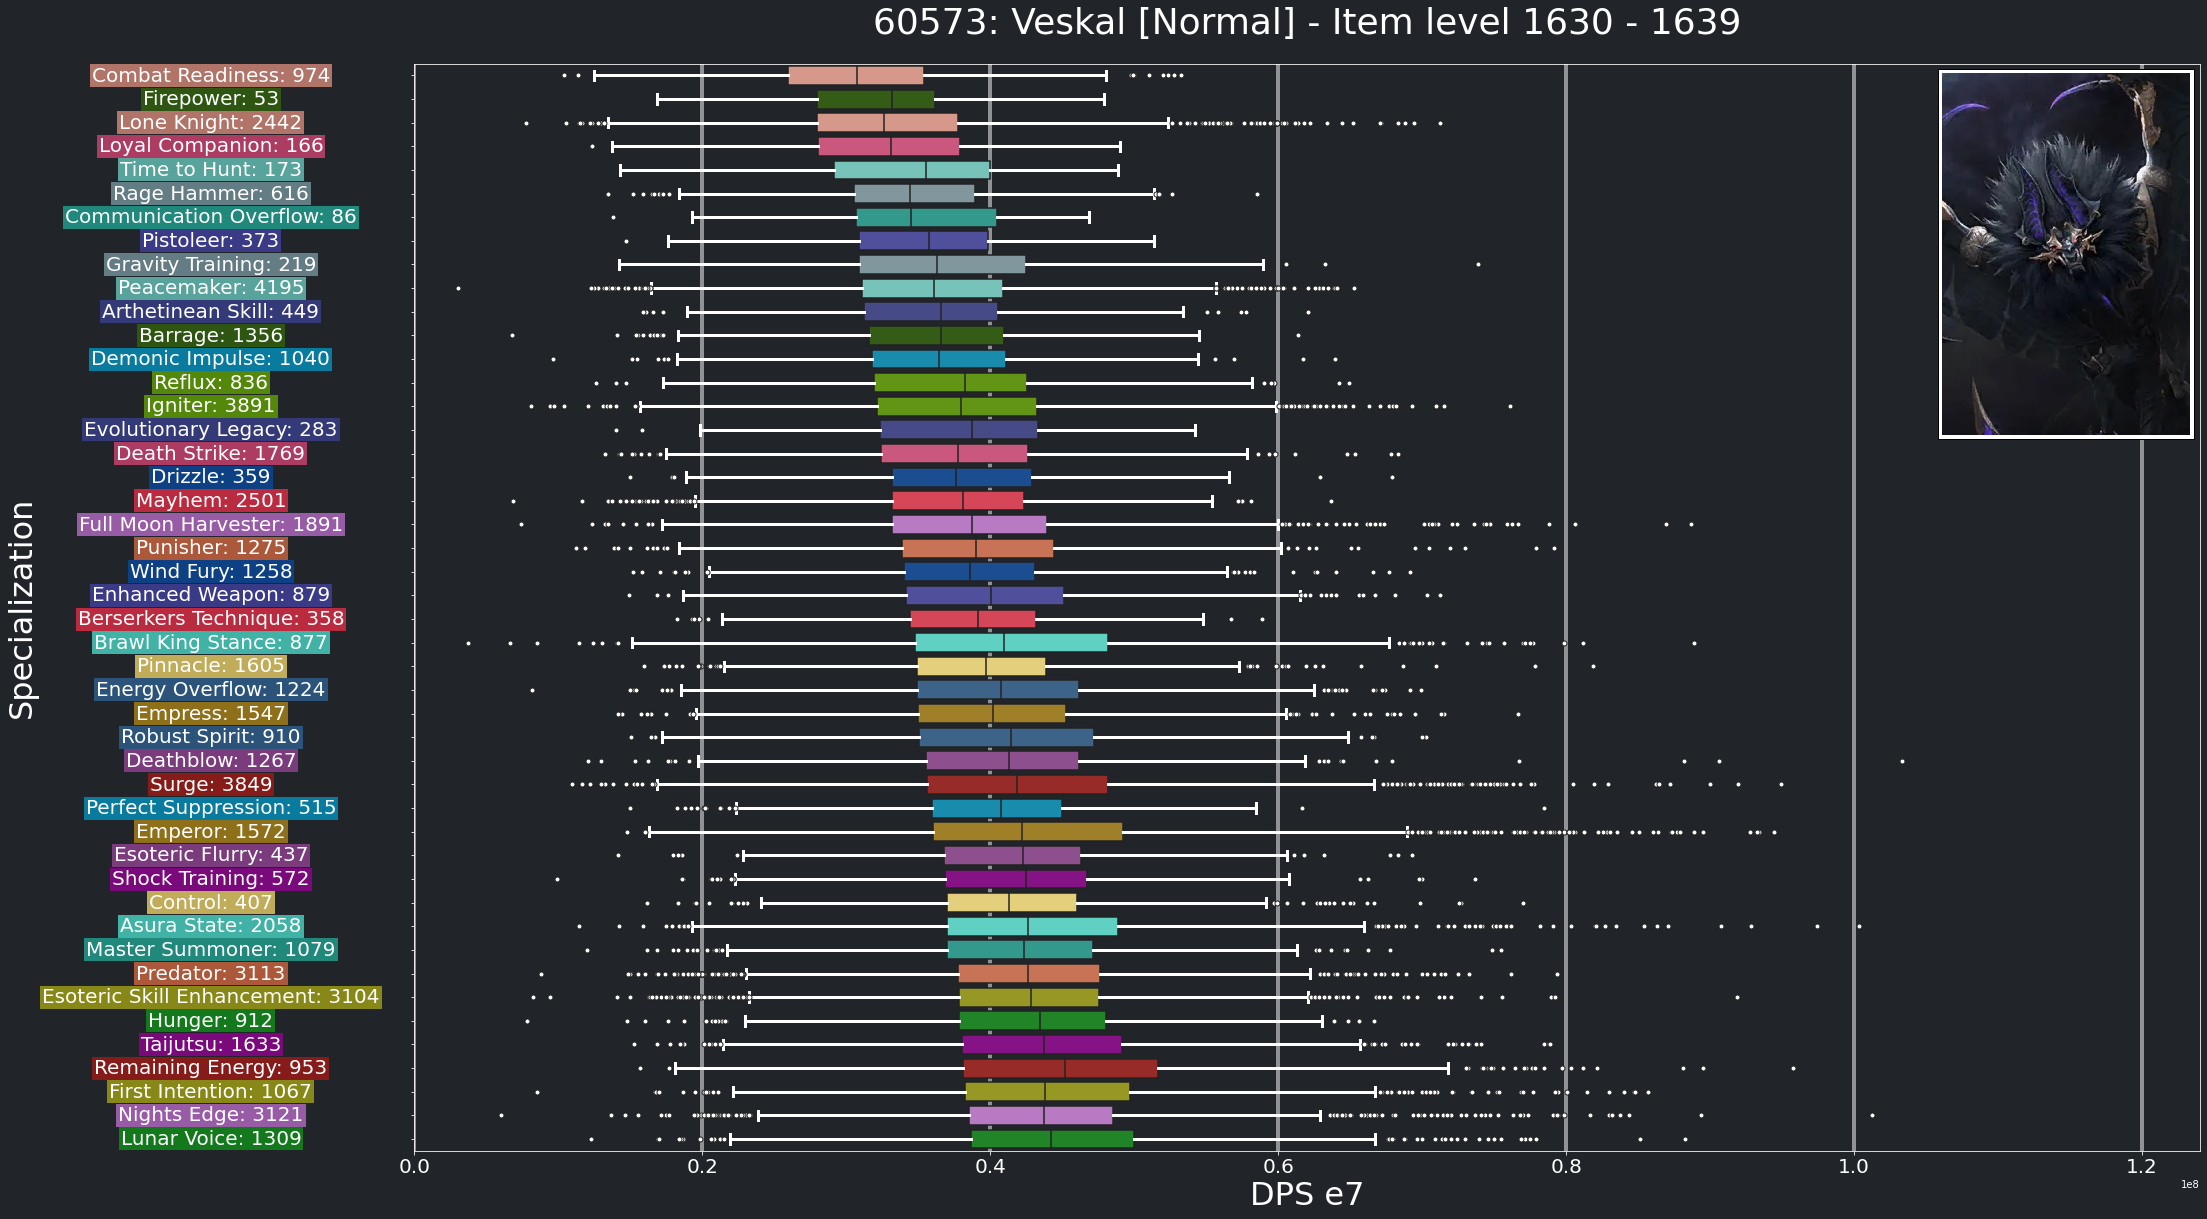 60573: Veskal [Normal] - Item level 1630 - 1639
Specialization
Combat Readiness: 974
Firepower: 53
Lone Knight: 2442
Loyal Companion: 166
Time to Hunt: 173
Rage Hammer: 616
Communication Overflow: 86
Pistoleer: 373
Gravity Training: 219
Peacemaker: 4195
Arthetinean Skill: 449
Barrage: 1356
Demonic Impulse: 1040
Reflux: 836
Igniter: 3891
Evolutionary Legacy: 283
Death Strike: 1769
Drizzle: 359
Mayhem: 2501
Full Moon Harvester: 1891
Punisher: 1275
Wind Fury: 1258
Enhanced Weapon: 879
Berserkers Technique: 358
Brawl King Stance: 877
Pinnacle: 1605
Energy Overflow: 1224
Empress: 1547
Robust Spirit: 910
Deathblow: 1267
Surge: 3849
Perfect Suppression: 515
Emperor: 1572
Esoteric Flurry: 437
Shock Training: 572
Control: 407
Asura State: 2058
Master Summoner: 1079
Predator: 3113
Esoteric Skill Enhancement: 3104
Hunger: 912
Taijutsu: 1633
Remaining Energy: 953
First Intention: 1067
Nights Edge: 3121
Lunar Voice: 1309
0.0 0.2 0.4 0.6 0.8 1.0 1.2
1e8
DPS e7